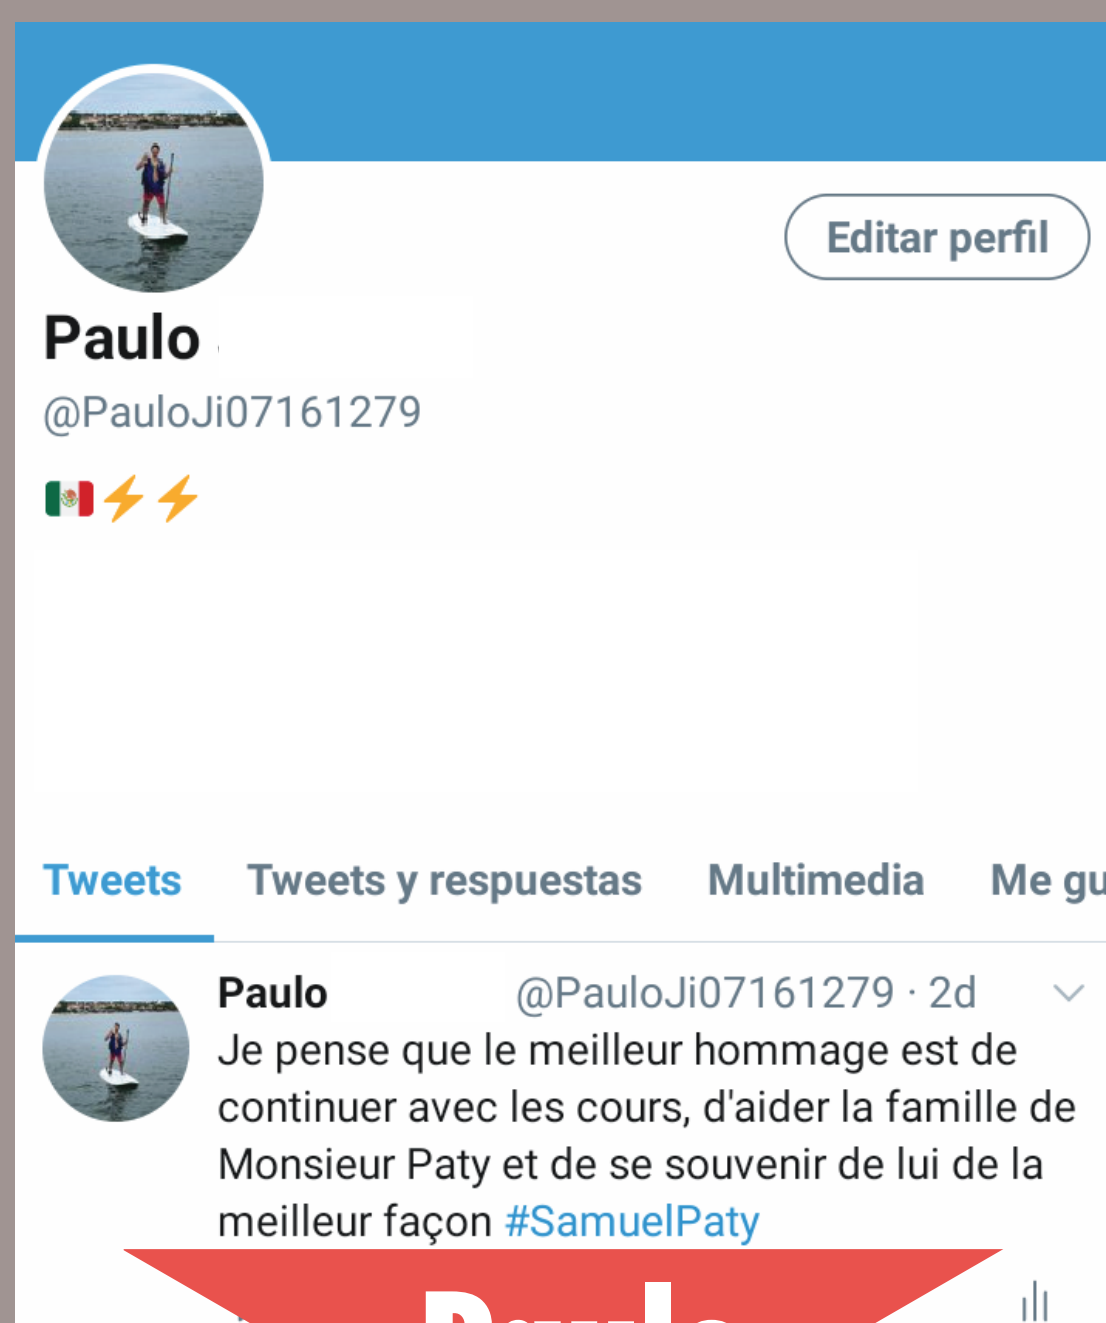 Editar perfil
Paulo
@PauloJi07161279
Tweets Tweets y respuestas Multimedia Me gu
Paulo @PauloJi07161279 · 2d
Je pense que le meilleur hommage est de
continuer avec les cours, d'aider la famille de
Monsieur Paty et de se souvenir de lui de la
meilleur façon #SamuelPaty